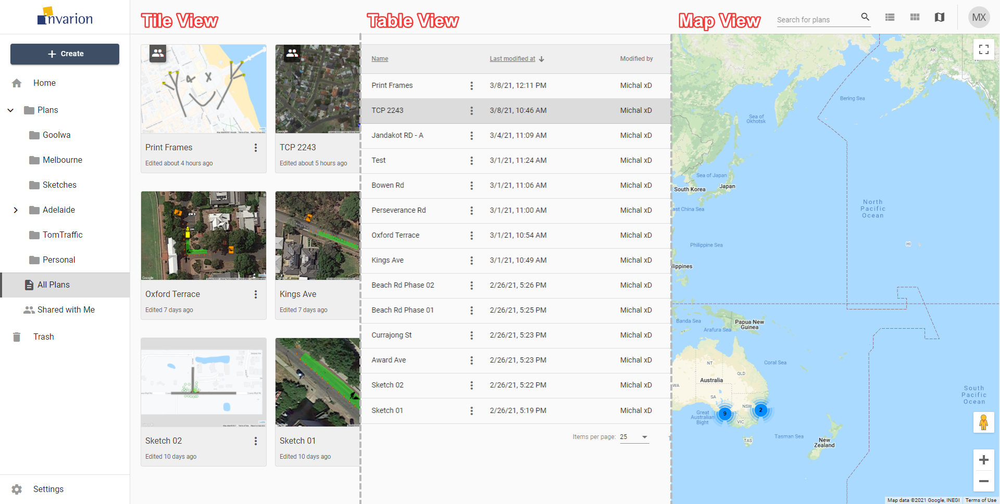 invarion
Create
Home
Plans
Goolwa
Melbourne
Sketches
Adelaide
TomTraffic
Personal
All Plans
Shared with Me
Trash
Settings
Tile View
Print Frames
Edited about 4 hours ago
TCP 2243
Edited about 5 hours ago
Oxford Terrace
Edited 7 days ago
Kings Ave
Edited 7 days ago
Sketch 02
Edited 10 days ago
Sketch 01
Edited 10 days ago
Table View
Name Last modified at Modified by
Print Frames 3/8/21, 12:11 PM Michal xD
TCP 2243 3/8/21, 10:46 AM Michal xD
Jandakot RD - A 3/4/21, 11:09 AM Michal xD
Test 3/1/21, 11:24 AM Michal xD
Bowen Rd 3/1/21, 11:06 AM Michal xD
Perseverance Rd 3/1/21, 11:00 AM Michal xD
Oxford Terrace 3/1/21, 10:54 AM Michal xD
Kings Ave 3/1/21, 10:49 AM Michal xD
Beach Rd Phase 02 2/26/21, 5:26 PM Michal xD
Beach Rd Phase 01 2/26/21, 5:25 PM Michal xD
Currajong St 2/26/21, 5:23 PM Michal xD
Award Ave 2/26/21, 5:23 PM Michal xD
Sketch 02 2/26/21, 5:22 PM Michal xD
Sketch 01 2/26/21, 5:19 PM Michal xD
Items per page: 25
Map View
Search for plans
MX
AK
Bering Sea
Sea of
Okhotsk
Sea of Japan
Japan
South Korea
ast China Sea
North
Pacific
Ocean
Philippine Sea
HI
ilippines
Banda Sea
Papua New
Guinea
Arafura Sea
Coral Sea
NT
QLD
Australia
WA
SA
NSW
Great
Australian
Bight
9
2
VIC
TAS
Tasman Sea
New
Zealand
South
Pacific
Ocean
Map data ©2021 Google, INEGI
Terms of Use